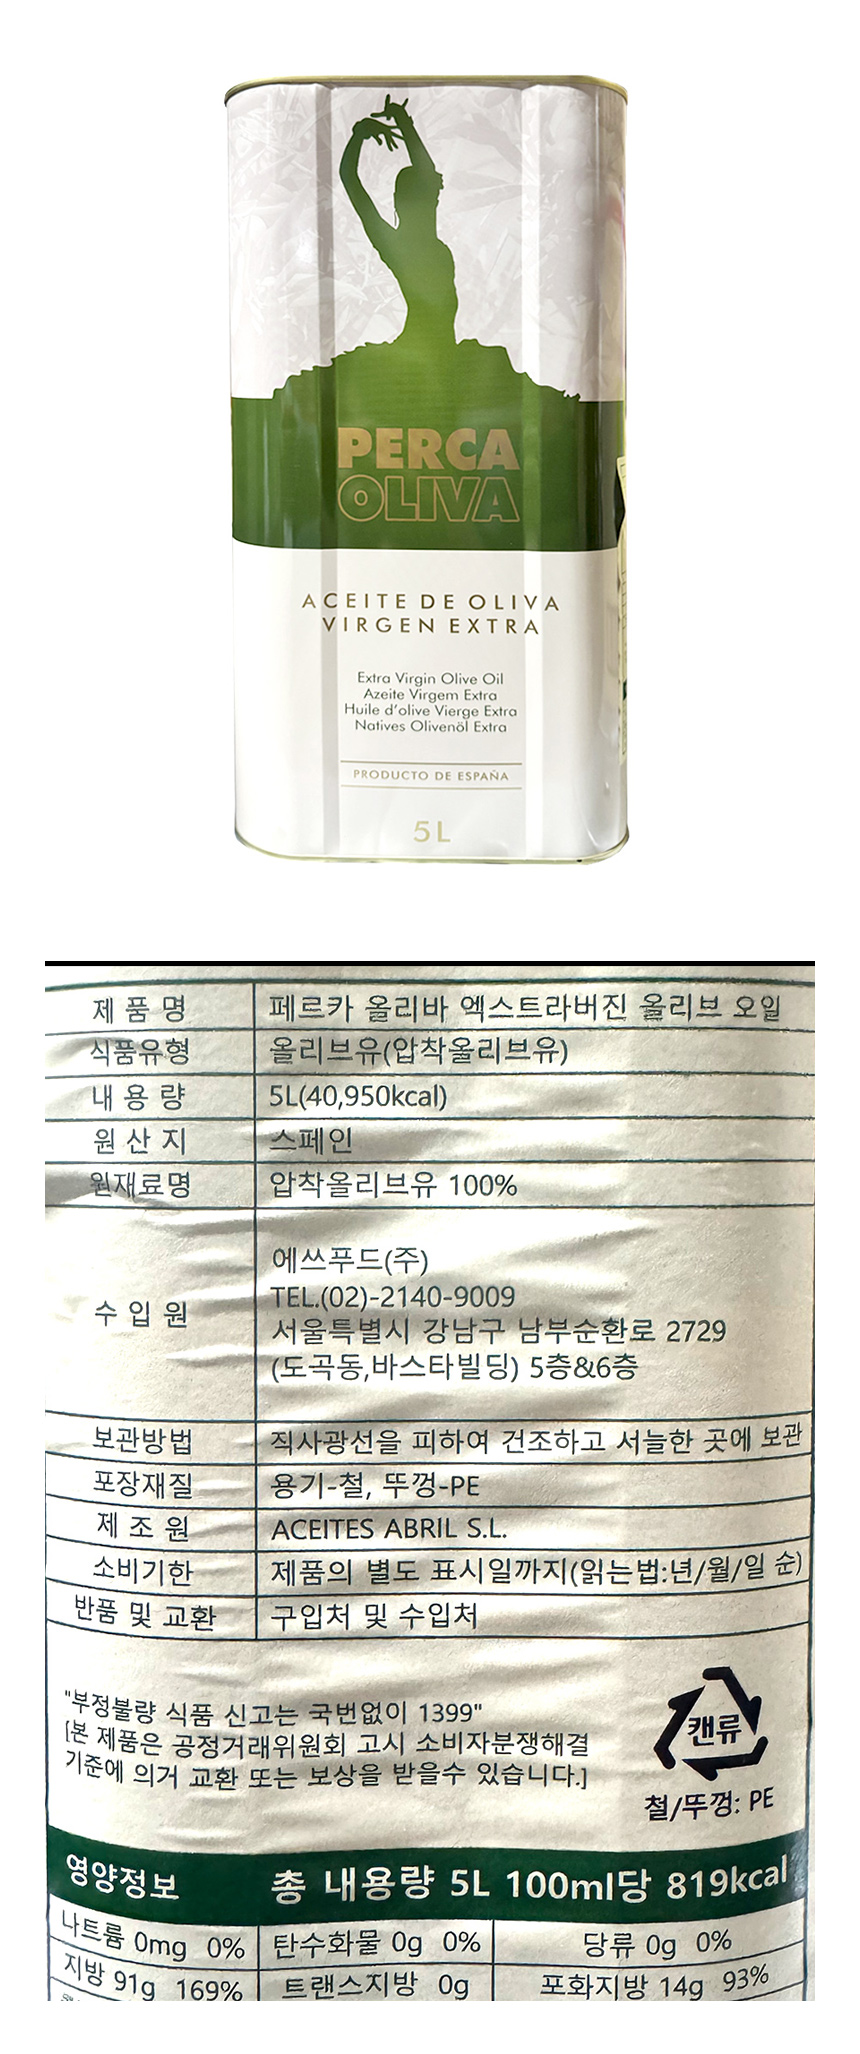 PERCA
OLIVA
ACEITE DE OLIVA
VIRGEN EXTRA
Extra Virgin Olive Oil
Azeite Virgem Extra
Huile d'olive Vierge Extra
Natives Olivenöl Extra
PRODUCTO DE ESPAÑA
5L
제 품 명 페르카 올리바 엑스트라버진 올리브 오일
식품유형 올리브유(압착올리브유)
내 용 량 5L(40,950kcal)
원 산 지 스페인
원재료명 압착올리브유 100%
수 입 원 에쓰푸드(주)
TEL.(02)-2140-9009
서울특별시 강남구 남부순환로 2729
(도곡동,바스타빌딩) 5층&6층
보관방법 직사광선을 피하여 건조하고 서늘한 곳에 보관
포장재질 용기-철, 뚜껑-PE
제 조 원 ACEITES ABRIL S.L.
소비기한 제품의 별도 표시일까지(읽는법:년/월/일 순)
반품 및 교환 구입처 및 수입처
"부정불량 식품 신고는 국번없이 1399"
[본 제품은 공정거래위원회 고시 소비자분쟁해결
기준에 의거 교환 또는 보상을 받을수 있습니다.]
캔류
철/뚜껑: PE
영양정보 총 내용량 5L 100ml당 819kcal
나트륨 0mg 0% 탄수화물 0g 0% 당류 0g 0%
지방 91g 169% 트랜스지방 0g 포화지방 14g 93%